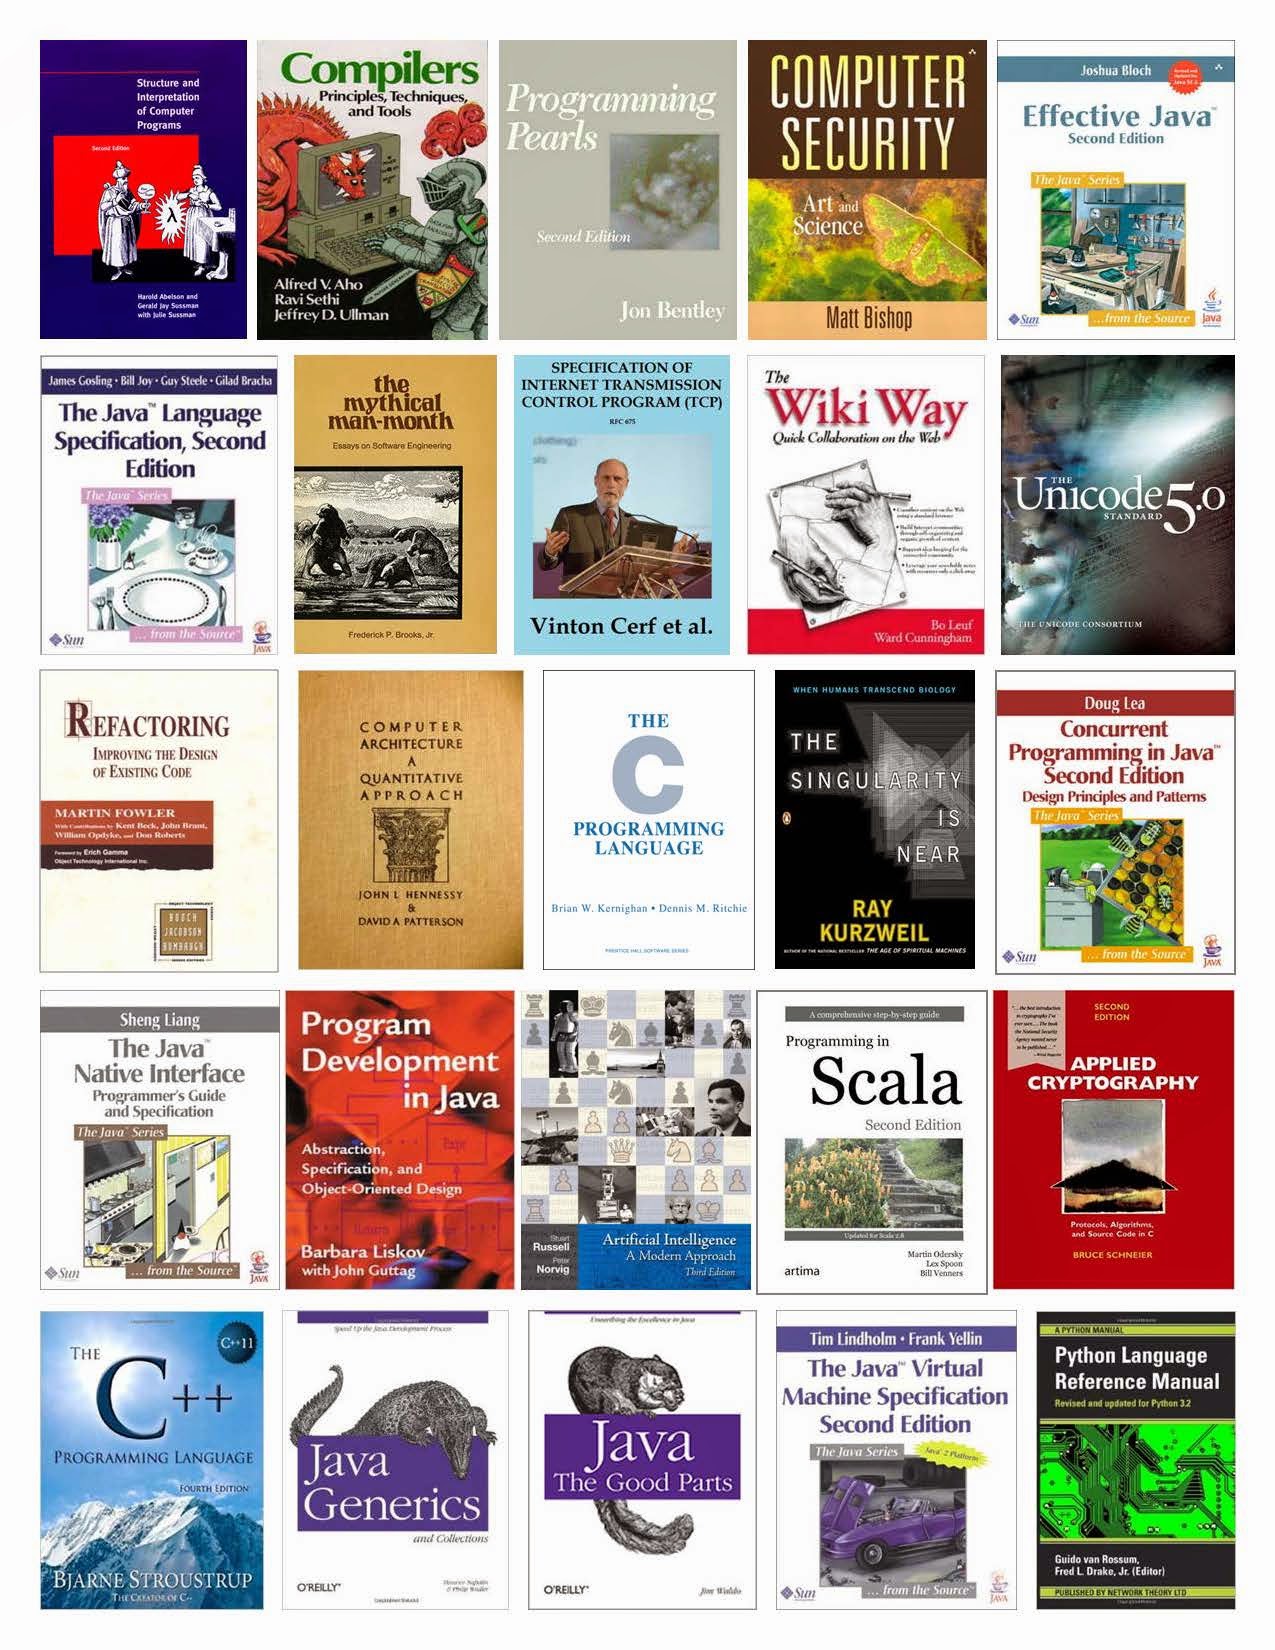 Structure and
Interpretation
of Computer
Programs
Second Edition
λ
Harold Abelson and
Gerald Jay Sussman
with Julie Sussman
Compilers
Principles, Techniques,
and Tools
Alfred V. Aho
Ravi Sethi
Jeffrey D. Ullman
Programming
Pearls
Second Edition
Jon Bentley
COMPUTER
SECURITY
Art and
Science
Matt Bishop
Joshua Bloch
Effective Java™
Second Edition
The Java™ Series
Sun
...from the Source
Java
James Gosling • Bill Joy • Guy Steele • Gilad Bracha
The Java™ Language
Specification, Second
Edition
The Java™ Series
Sun
... from the Source™
JAVA
the
mythical
man-month
Essays on Software Engineering
Frederick P. Brooks, Jr.
SPECIFICATION OF
INTERNET TRANSMISSION
CONTROL PROGRAM (TCP)
RFC 675
Vinton Cerf et al.
The
Wiki Way
Quick Collaboration on the Web
Bo Leuf
Ward Cunningham
THE
Unicode 5.0
STANDARD
THE UNICODE CONSORTIUM
REFACTORING
IMPROVING THE DESIGN
OF EXISTING CODE
MARTIN FOWLER
With Contributions by Kent Beck, John Brant,
William Opdyke, and Don Roberts
Foreword by Erich Gamma
Object Technology International Inc.
BOOCH
JACOBSON
RUMBAUGH
COMPUTER
ARCHITECTURE
A
QUANTITATIVE
APPROACH
JOHN L HENNESSY
&
DAVID A PATTERSON
THE
C
PROGRAMMING
LANGUAGE
Brian W. Kernighan • Dennis M. Ritchie
PRENTICE HALL SOFTWARE SERIES
WHEN HUMANS TRANSCEND BIOLOGY
THE
SINGULARITY
IS
NEAR
RAY
KURZWEIL
AUTHOR OF THE NATIONAL BESTSELLER THE AGE OF SPIRITUAL MACHINES
Doug Lea
Concurrent
Programming in Java™
Second Edition
Design Principles and Patterns
The Java™ Series
Sun
... from the Source™
JAVA
Sheng Liang
The Java™
Native Interface
Programmer's Guide
and Specification
The Java™ Series
Sun
... from the Source™
JAVA
Program
Development
in Java
Abstraction,
Specification, and
Object-Oriented Design
Barbara Liskov
with John Guttag
Stuart
Russell
Peter
Norvig
Artificial Intelligence
A Modern Approach
Third Edition
A comprehensive step-by-step guide
Programming in
Scala
Second Edition
Updated for Scala 2.8
artima
Martin Odersky
Lex Spoon
Bill Venners
SECOND
EDITION
APPLIED
CRYPTOGRAPHY
Protocols, Algorithms,
and Source Code in C
BRUCE SCHNEIER
C++11
THE
C++
PROGRAMMING LANGUAGE
FOURTH EDITION
BJARNE STROUSTRUP
THE CREATOR OF C++
Speed Up the Java Development Process
Java
Generics
and Collections
O'REILLY®
Maurice Naftalin
& Philip Wadler
Unearthing the Excellence in Java
Java
The Good Parts
O'REILLY®
Jim Waldo
Tim Lindholm • Frank Yellin
The Java™ Virtual
Machine Specification
Second Edition
The Java Series
Java™ 2 Platform
Sun
... from the Source™
JAVA
A PYTHON MANUAL
Python Language
Reference Manual
Revised and updated for Python 3.2
Guido van Rossum,
Fred L. Drake, Jr. (Editor)
PUBLISHED BY NETWORK THEORY LTD